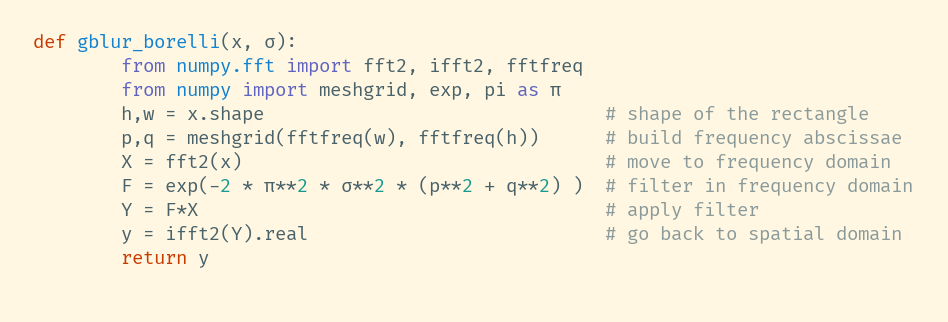 def gblur_borelli(x, σ):
        from numpy.fft import fft2, ifft2, fftfreq
        from numpy import meshgrid, exp, pi as π
        h,w = x.shape                               # shape of the rectangle
        p,q = meshgrid(fftfreq(w), fftfreq(h))      # build frequency abscissae
        X = fft2(x)                                 # move to frequency domain
        F = exp(-2 * π**2 * σ**2 * (p**2 + q**2) )  # filter in frequency domain
        Y = F*X                                     # apply filter
        y = ifft2(Y).real                           # go back to spatial domain
        return y